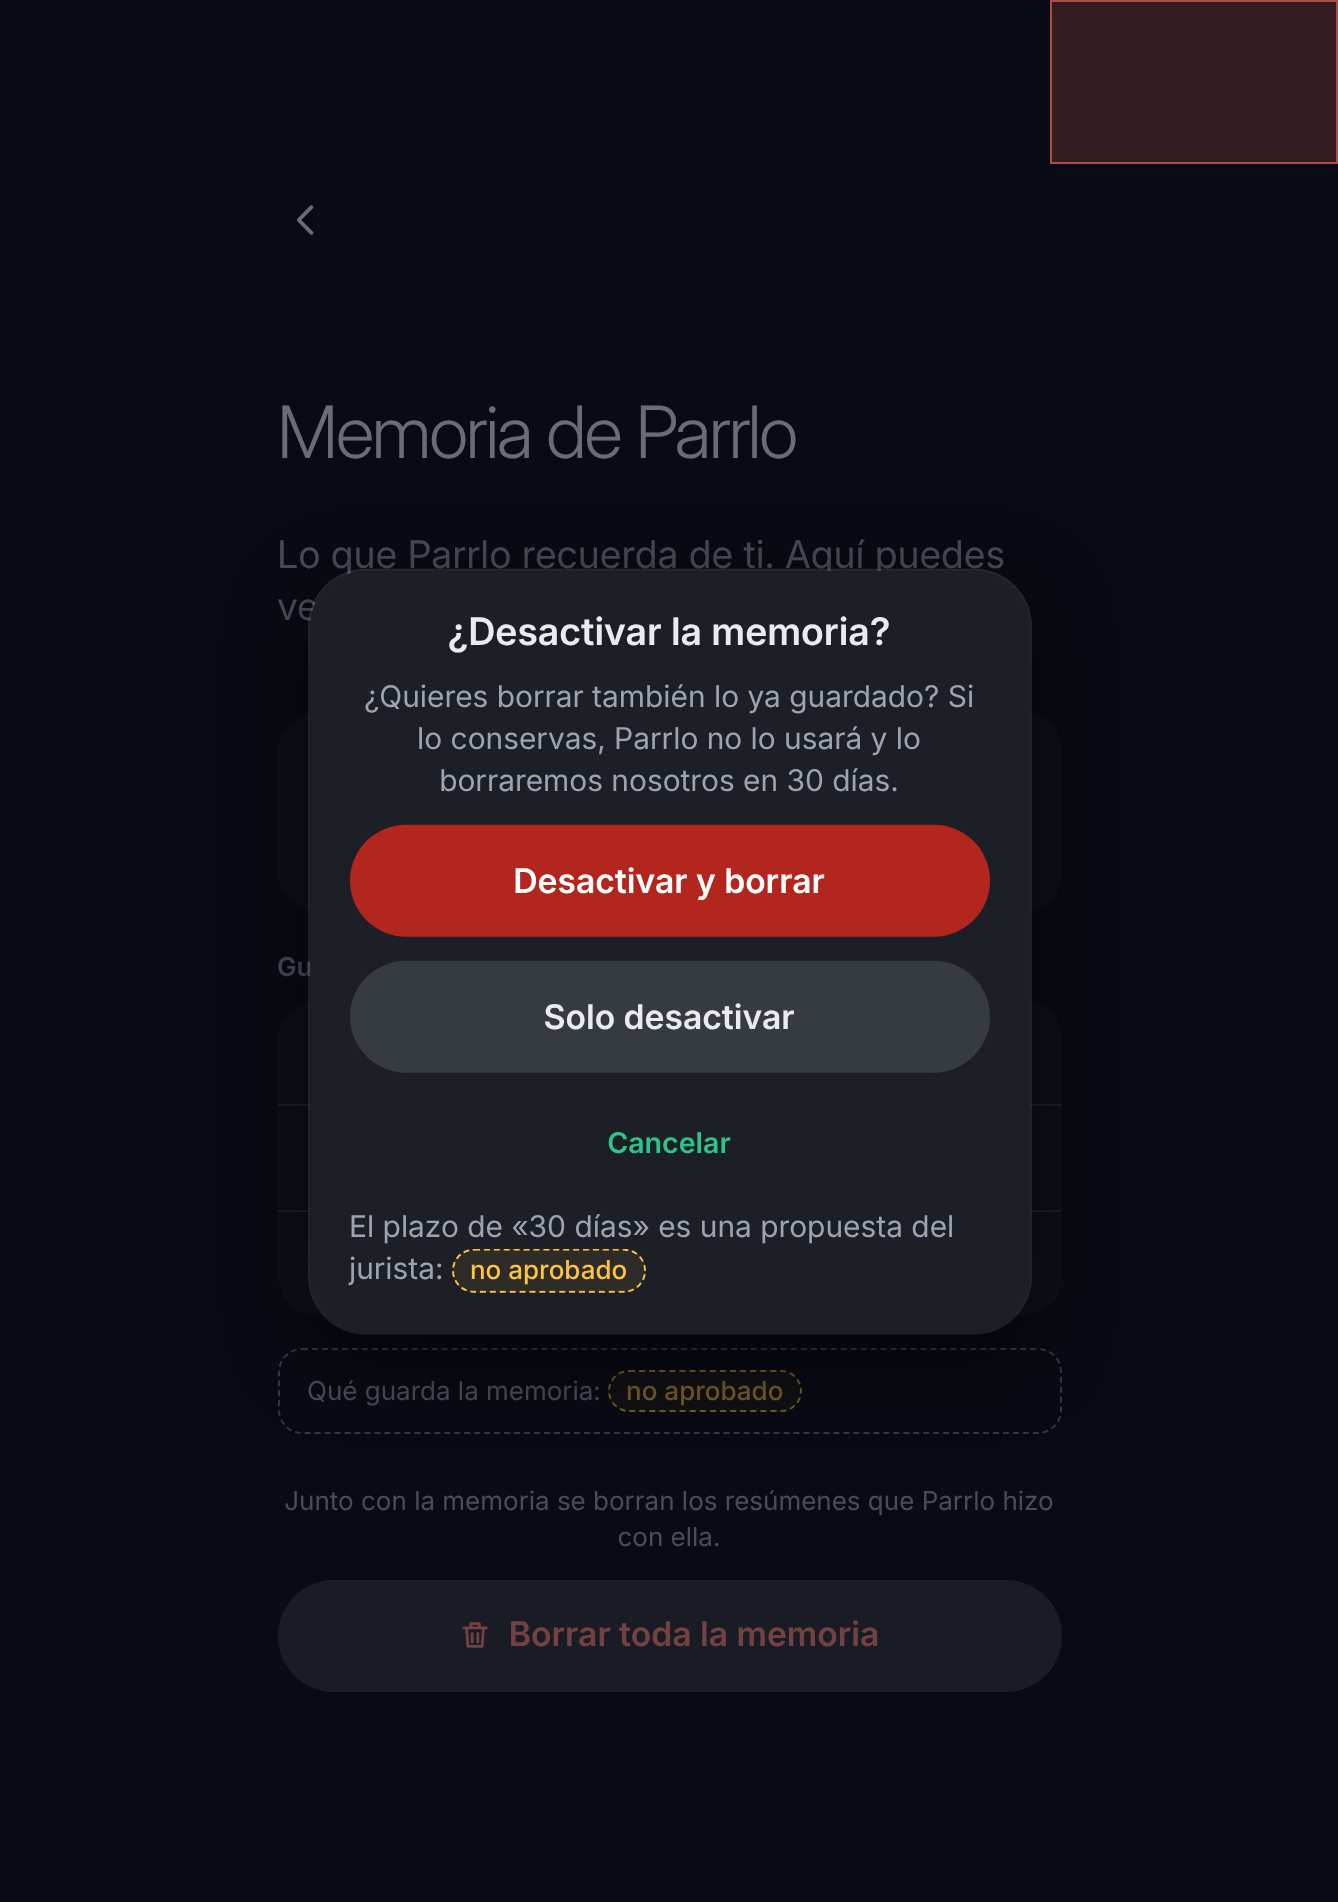 Memoria de Parrlo
Lo que Parrlo recuerda de ti. Aquí puedes
¿Desactivar la memoria?
¿Quieres borrar también lo ya guardado? Si
lo conservas, Parrlo no lo usará y lo
borraremos nosotros en 30 días.
Desactivar y borrar
Solo desactivar
Cancelar
El plazo de «30 días» es una propuesta del
jurista: no aprobado
Qué guarda la memoria: no aprobado
Junto con la memoria se borran los resúmenes que Parrlo hizo
con ella.
Borrar toda la memoria